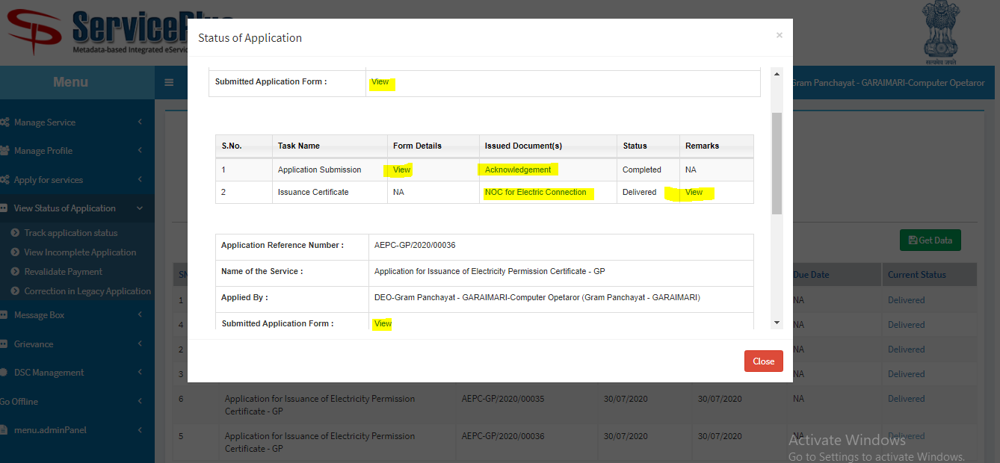 ServicePlus
Metadata-based Integrated eServic
सत्यमेव जयते
Menu
Gram Panchayat - GARAIMARI-Computer Opetaror
Manage Service
Manage Profile
Apply for services
View Status of Application
Track application status
View Incomplete Application
Revalidate Payment
Correction in Legacy Application
Message Box
Grievance
DSC Management
Go Offline
menu.adminPanel
Status of Application
×
Submitted Application Form : View
S.No. Task Name Form Details Issued Document(s) Status Remarks
1 Application Submission View Acknowledgement Completed NA
2 Issuance Certificate NA NOC for Electric Connection Delivered View
Application Reference Number : AEPC-GP/2020/00036
Name of the Service : Application for Issuance of Electricity Permission Certificate - GP
Applied By : DEO-Gram Panchayat - GARAIMARI-Computer Opetaror (Gram Panchayat - GARAIMARI)
Submitted Application Form : View
Close
Get Data
SN Due Date Current Status
1 NA Delivered
4 NA Delivered
2 NA Delivered
3 NA Delivered
6 Application for Issuance of Electricity Permission AEPC-GP/2020/00035 30/07/2020 30/07/2020 NA Delivered
Certificate - GP
5 Application for Issuance of Electricity Permission AEPC-GP/2020/00036 30/07/2020 30/07/2020 NA Delivered
Certificate - GP
Activate Windows
Go to Settings to activate Windows.